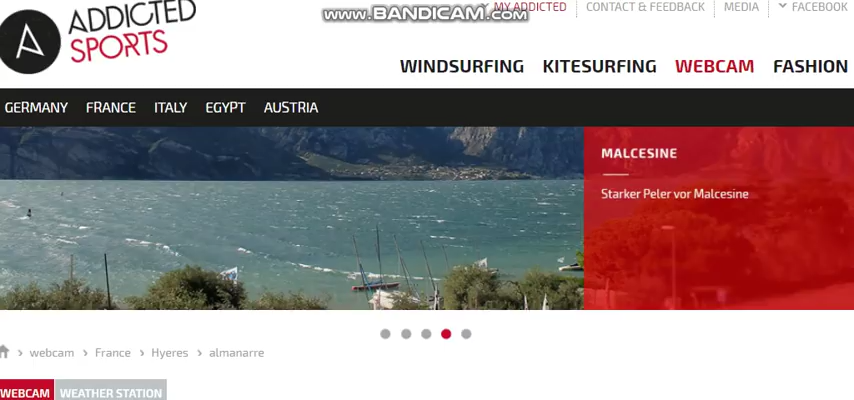 www.BANDICAM.com
ADDICTED
SPORTS
MY ADDICTED
CONTACT & FEEDBACK
MEDIA
FACEBOOK
WINDSURFING
KITESURFING
WEBCAM
FASHION
GERMANY
FRANCE
ITALY
EGYPT
AUSTRIA
MALCESINE
Starker Peler vor Malcesine
webcam > France > Hyeres > almanarre
WEBCAM
WEATHER STATION